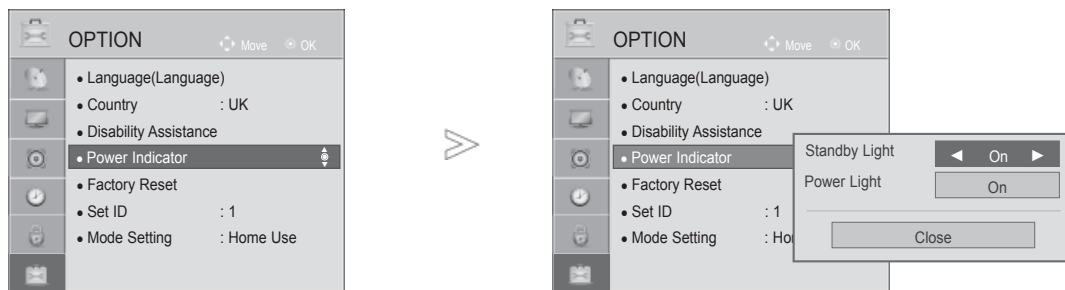 OPTION
Move OK
• Language(Language)
• Country : UK
• Disability Assistance
• Power Indicator
• Factory Reset
• Set ID : 1
• Mode Setting : Home Use
OPTION
Move OK
• Language(Language)
• Country : UK
• Disability Assistance
• Power Indicator
• Factory Reset
• Set ID : 1
• Mode Setting : Ho
Standby Light ◄ On ►
Power Light On
Close